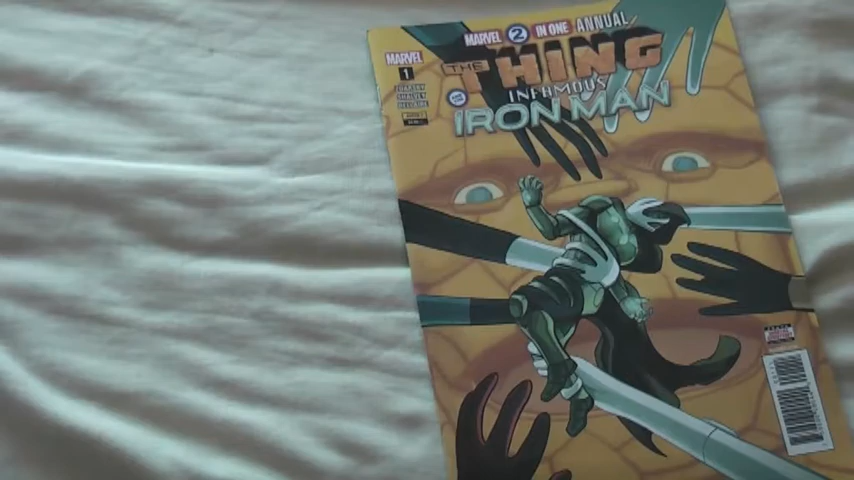 MARVEL 2 IN ONE ANNUAL
MARVEL
1
THE THING
INFAMOUS
IRON MAN